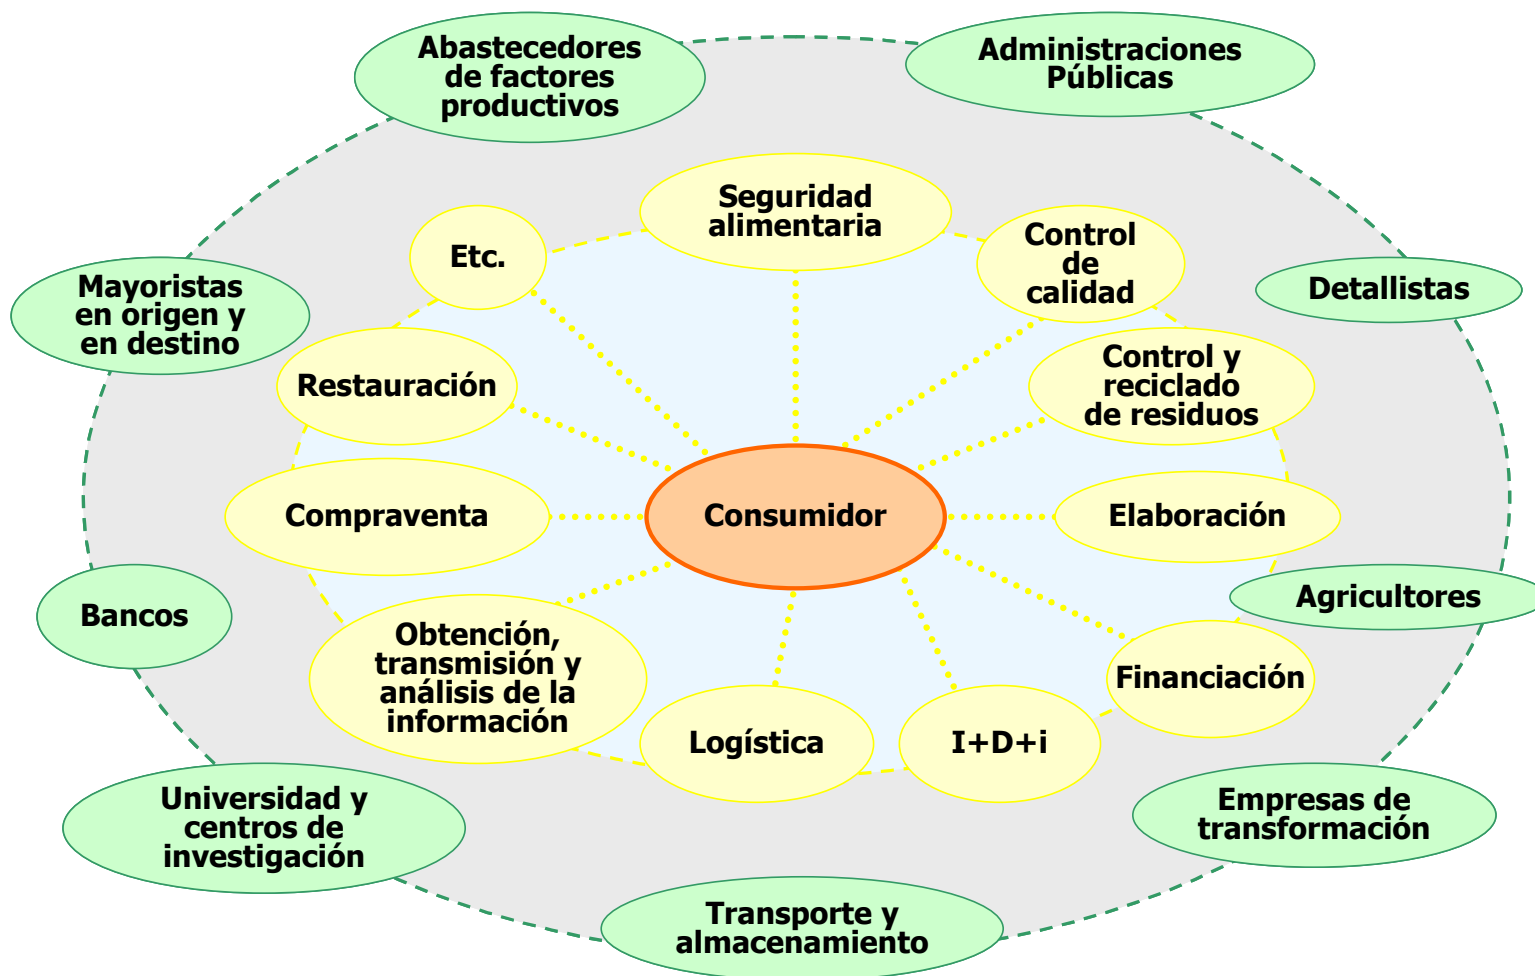 Abastecedores
de factores
productivos
Administraciones
Públicas
Seguridad
alimentaria
Etc.
Control
de
calidad
Mayoristas
en origen y
en destino
Detallistas
Restauración
Control y
reciclado
de residuos
Compraventa
Consumidor
Elaboración
Bancos
Agricultores
Obtención,
transmisión y
análisis de la
información
Financiación
Logística
I+D+i
Universidad y
centros de
investigación
Empresas de
transformación
Transporte y
almacenamiento